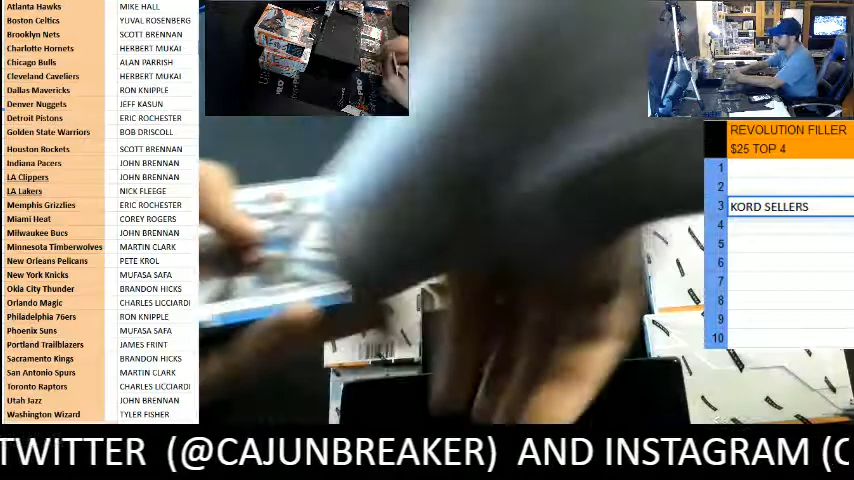 Atlanta Hawks MIKE HALL
Boston Celtics YUVAL ROSENBERG
Brooklyn Nets SCOTT BRENNAN
Charlotte Hornets HERBERT MUKAI
Chicago Bulls ALAN PARRISH
Cleveland Caveliers HERBERT MUKAI
Dallas Mavericks RON KNIPPLE
Denver Nuggets JEFF KASUN
Detroit Pistons ERIC ROCHESTER
Golden State Warriors BOB DRISCOLL
Houston Rockets SCOTT BRENNAN
Indiana Pacers JOHN BRENNAN
LA Clippers JOHN BRENNAN
LA Lakers NICK FLEEGE
Memphis Grizzlies ERIC ROCHESTER
Miami Heat COREY ROGERS
Milwaukee Bucs JOHN BRENNAN
Minnesota Timberwolves MARTIN CLARK
New Orleans Pelicans PETE KROL
New York Knicks MUFASA SAFA
Okla City Thunder BRANDON HICKS
Orlando Magic CHARLES LICCIARDI
Philadelphia 76ers RON KNIPPLE
Phoenix Suns MUFASA SAFA
Portland Trailblazers JAMES FRINT
Sacramento Kings BRANDON HICKS
San Antonio Spurs MARTIN CLARK
Toronto Raptors CHARLES LICCIARDI
Utah Jazz JOHN BRENNAN
Washington Wizard TYLER FISHER
REVOLUTION FILLER
$25 TOP 4
1
2
3 KORD SELLERS
4
5
6
7
8
9
10
TWITTER (@CAJUNBREAKER) AND INSTAGRAM (C